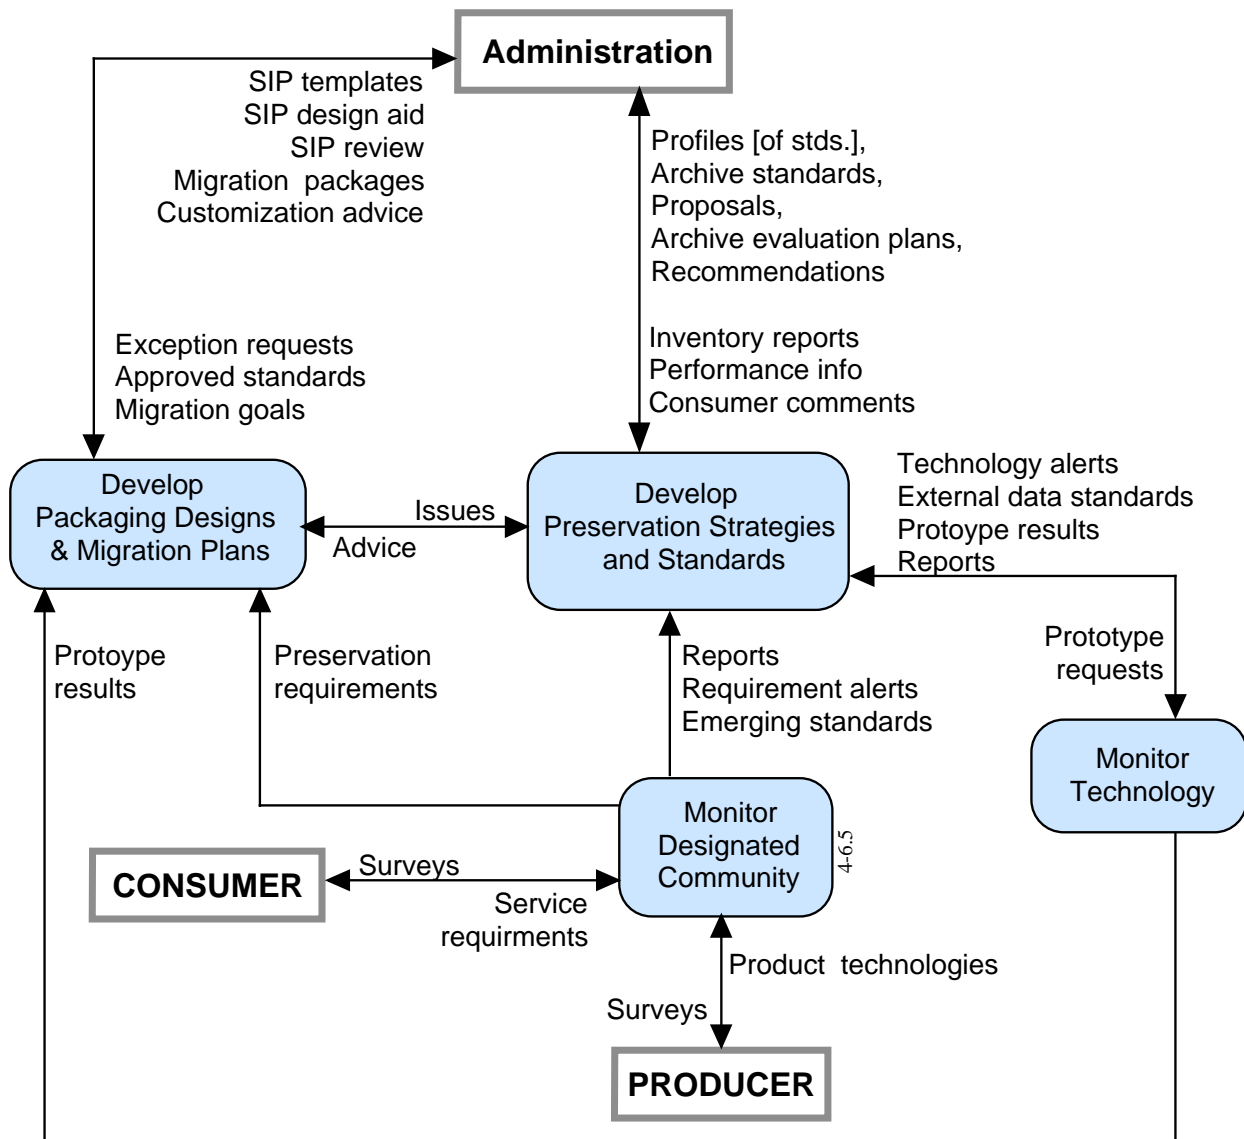 Administration
SIP templates
SIP design aid
SIP review
Migration packages
Customization advice
Profiles [of stds.],
Archive standards,
Proposals,
Archive evaluation plans,
Recommendations
Exception requests
Approved standards
Migration goals
Inventory reports
Performance info
Consumer comments
Develop
Packaging Designs
& Migration Plans
Issues
Advice
Develop
Preservation Strategies
and Standards
Technology alerts
External data standards
Protoype results
Reports
Protoype
results
Preservation
requirements
Reports
Requirement alerts
Emerging standards
Prototype
requests
Monitor
Technology
Monitor
Designated
Community
4-6.5
CONSUMER
Surveys
Service
requirments
Product technologies
Surveys
PRODUCER